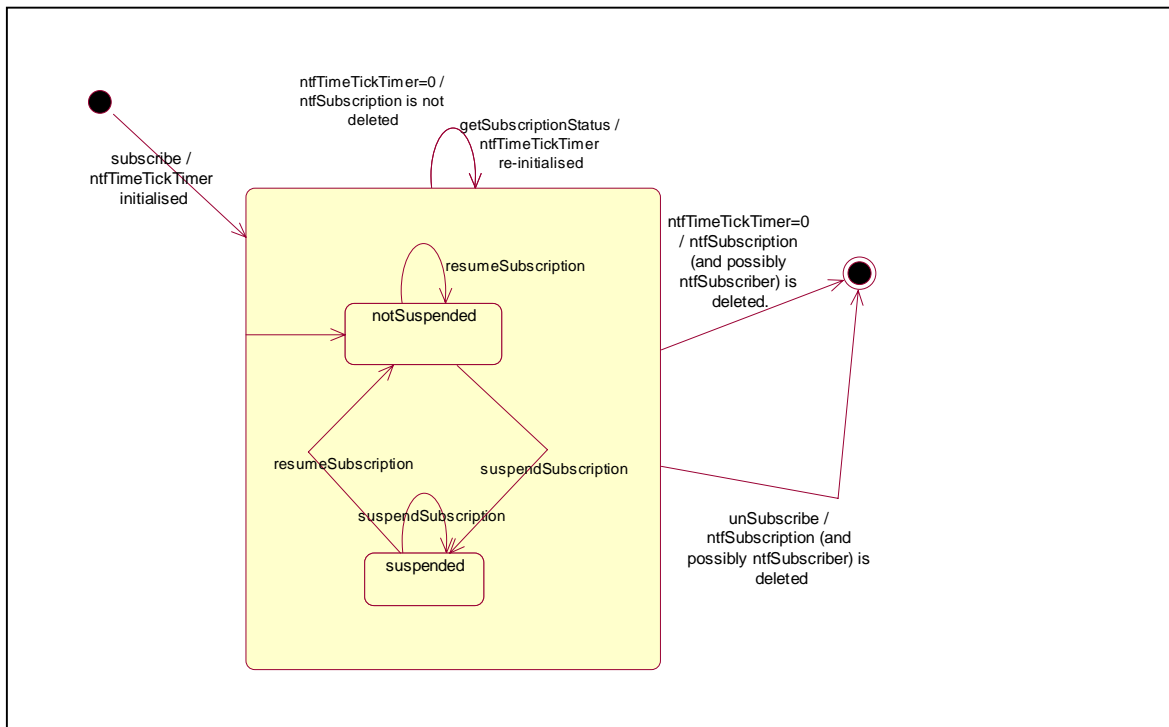 ntfTimeTickTimer=0 /
ntfSubscription is not
deleted
getSubscriptionStatus /
ntfTimeTickTimer
re-initialised
subscribe /
ntfTimeTickTimer
initialised
ntfTimeTickTimer=0
/ ntfSubscription
(and possibly
ntfSubscriber) is
deleted.
resumeSubscription
notSuspended
resumeSubscription
suspendSubscription
suspendSubscription
suspended
unSubscribe /
ntfSubscription (and
possibly ntfSubscriber) is
deleted